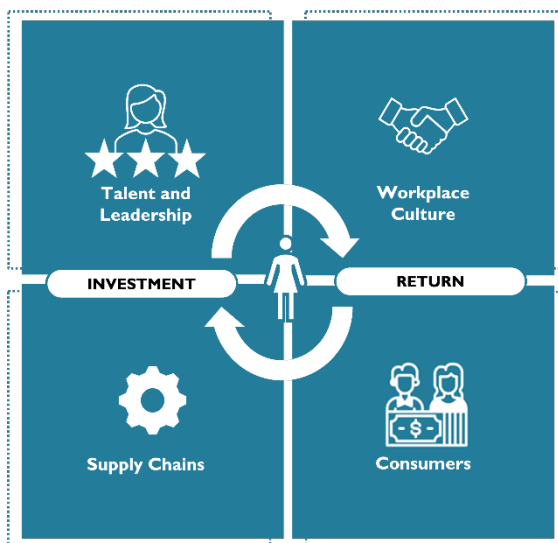 Talent and
Leadership
Workplace
Culture
INVESTMENT
RETURN
Supply Chains
- $ -
Consumers